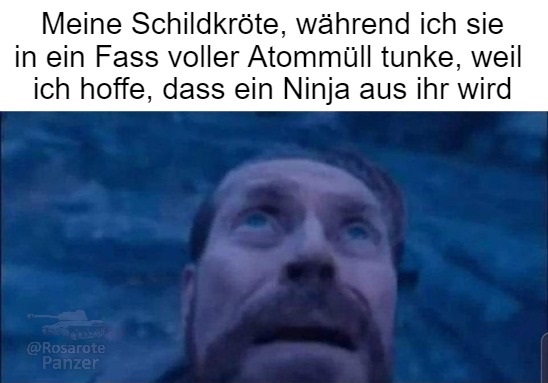 Meine Schildkröte, während ich sie
in ein Fass voller Atommüll tunke, weil
ich hoffe, dass ein Ninja aus ihr wird
@Rosarote
Panzer